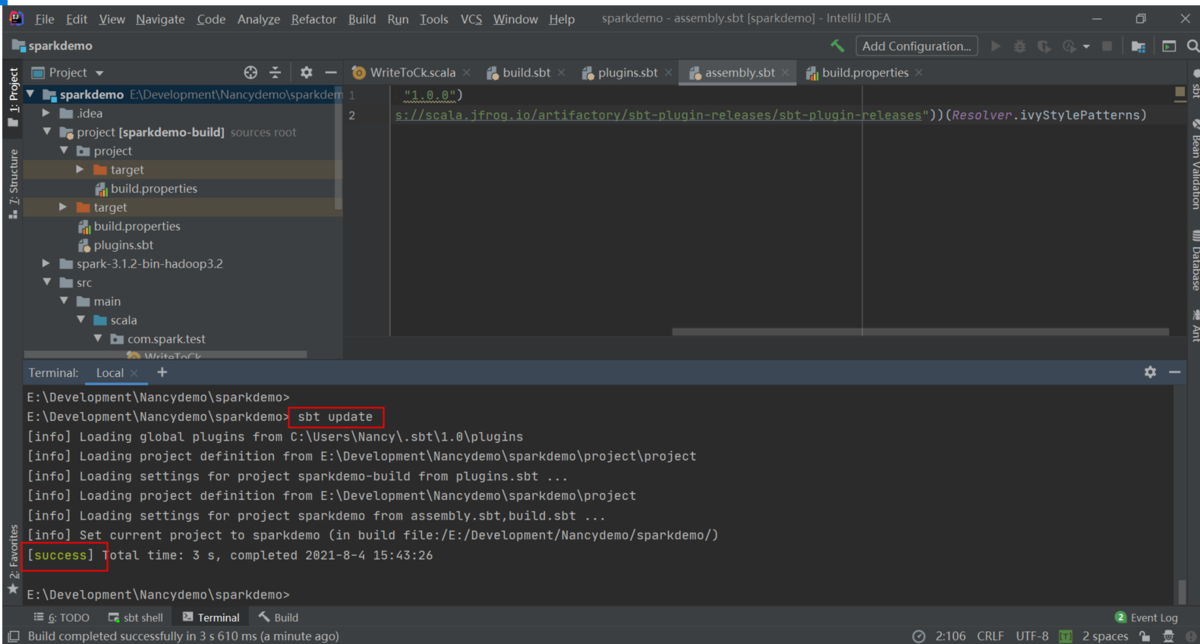 File Edit View Navigate Code Analyze Refactor Build Run Tools VCS Window Help sparkdemo - assembly.sbt [sparkdemo] - IntelliJ IDEA
sparkdemo Add Configuration...
Project WriteToCk.scala build.sbt plugins.sbt assembly.sbt build.properties
sparkdemo E:\Development\Nancydemo\sparkdem
1 "1.0.0")
.idea
2 s://scala.jfrog.io/artifactory/sbt-plugin-releases/sbt-plugin-releases"))(Resolver.ivyStylePatterns)
project [sparkdemo-build] sources root
project
target
build.properties
target
build.properties
plugins.sbt
spark-3.1.2-bin-hadoop3.2
src
main
scala
com.spark.test
WriteToCk
1: Project
7: Structure
2: Favorites
sbt
Bean Validation
Database
Ant
Terminal: Local +
E:\Development\Nancydemo\sparkdemo>
E:\Development\Nancydemo\sparkdemo> sbt update
[info] Loading global plugins from C:\Users\Nancy\.sbt\1.0\plugins
[info] Loading project definition from E:\Development\Nancydemo\sparkdemo\project\project
[info] Loading settings for project sparkdemo-build from plugins.sbt ...
[info] Loading project definition from E:\Development\Nancydemo\sparkdemo\project
[info] Loading settings for project sparkdemo from assembly.sbt,build.sbt ...
[info] Set current project to sparkdemo (in build file:/E:/Development/Nancydemo/sparkdemo/)
[success] Total time: 3 s, completed 2021-8-4 15:43:26
E:\Development\Nancydemo\sparkdemo>
6: TODO sbt shell Terminal Build 2 Event Log
Build completed successfully in 3 s 610 ms (a minute ago) 2:106 CRLF UTF-8 2 spaces